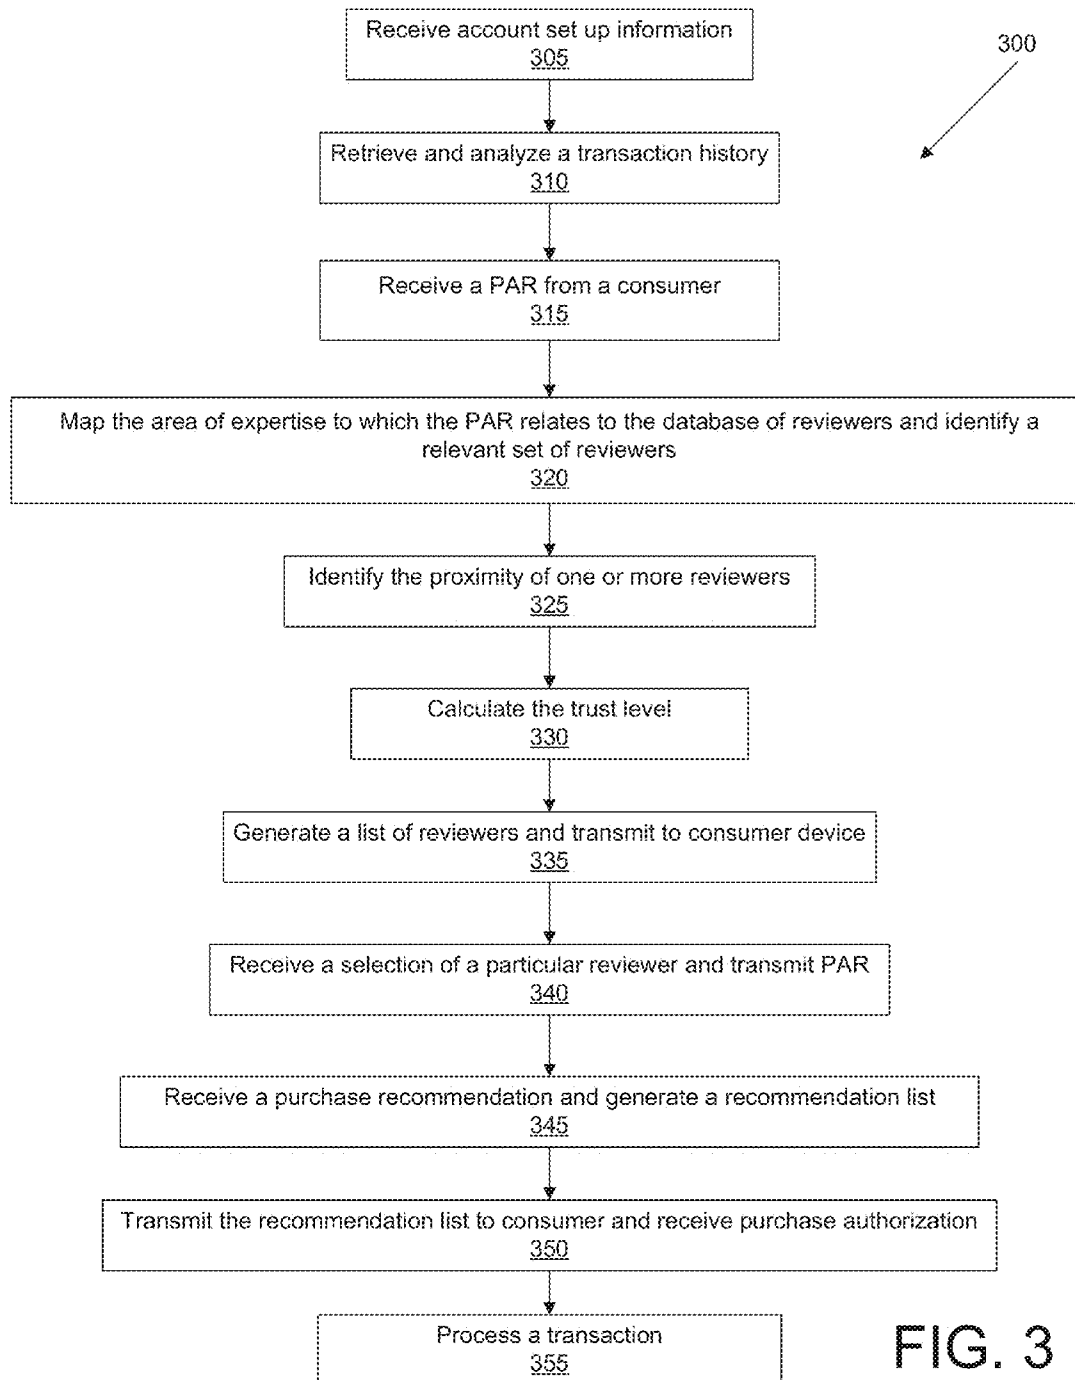 Receive account set up information
305
300
Retrieve and analyze a transaction history
310
Receive a PAR from a consumer
315
Map the area of expertise to which the PAR relates to the database of reviewers and identify a
relevant set of reviewers
320
Identify the proximity of one or more reviewers
325
Calculate the trust level
330
Generate a list of reviewers and transmit to consumer device
335
Receive a selection of a particular reviewer and transmit PAR
340
Receive a purchase recommendation and generate a recommendation list
345
Transmit the recommendation list to consumer and receive purchase authorization
350
Process a transaction
355
FIG. 3